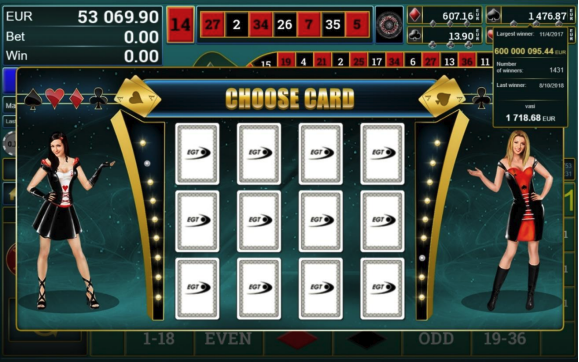 EUR 53 069.90
Bet 0.00
Win 0.00
14
27 2 34 26 7 35 5
607.16 EUR
1 476.87 EUR
13.90 EUR
Largest winner: 11/4/2017
600 000 095.44 EUR
Number of winners: 1431
Last winner: 8/10/2018
1 718.68 EUR
15 19 4 21 2 25 17 34 6 27 13 36 11
CHOOSE CARD
EGT EGT EGT EGT
EGT EGT EGT EGT
EGT EGT EGT EGT
1-18 EVEN ODD 19-36